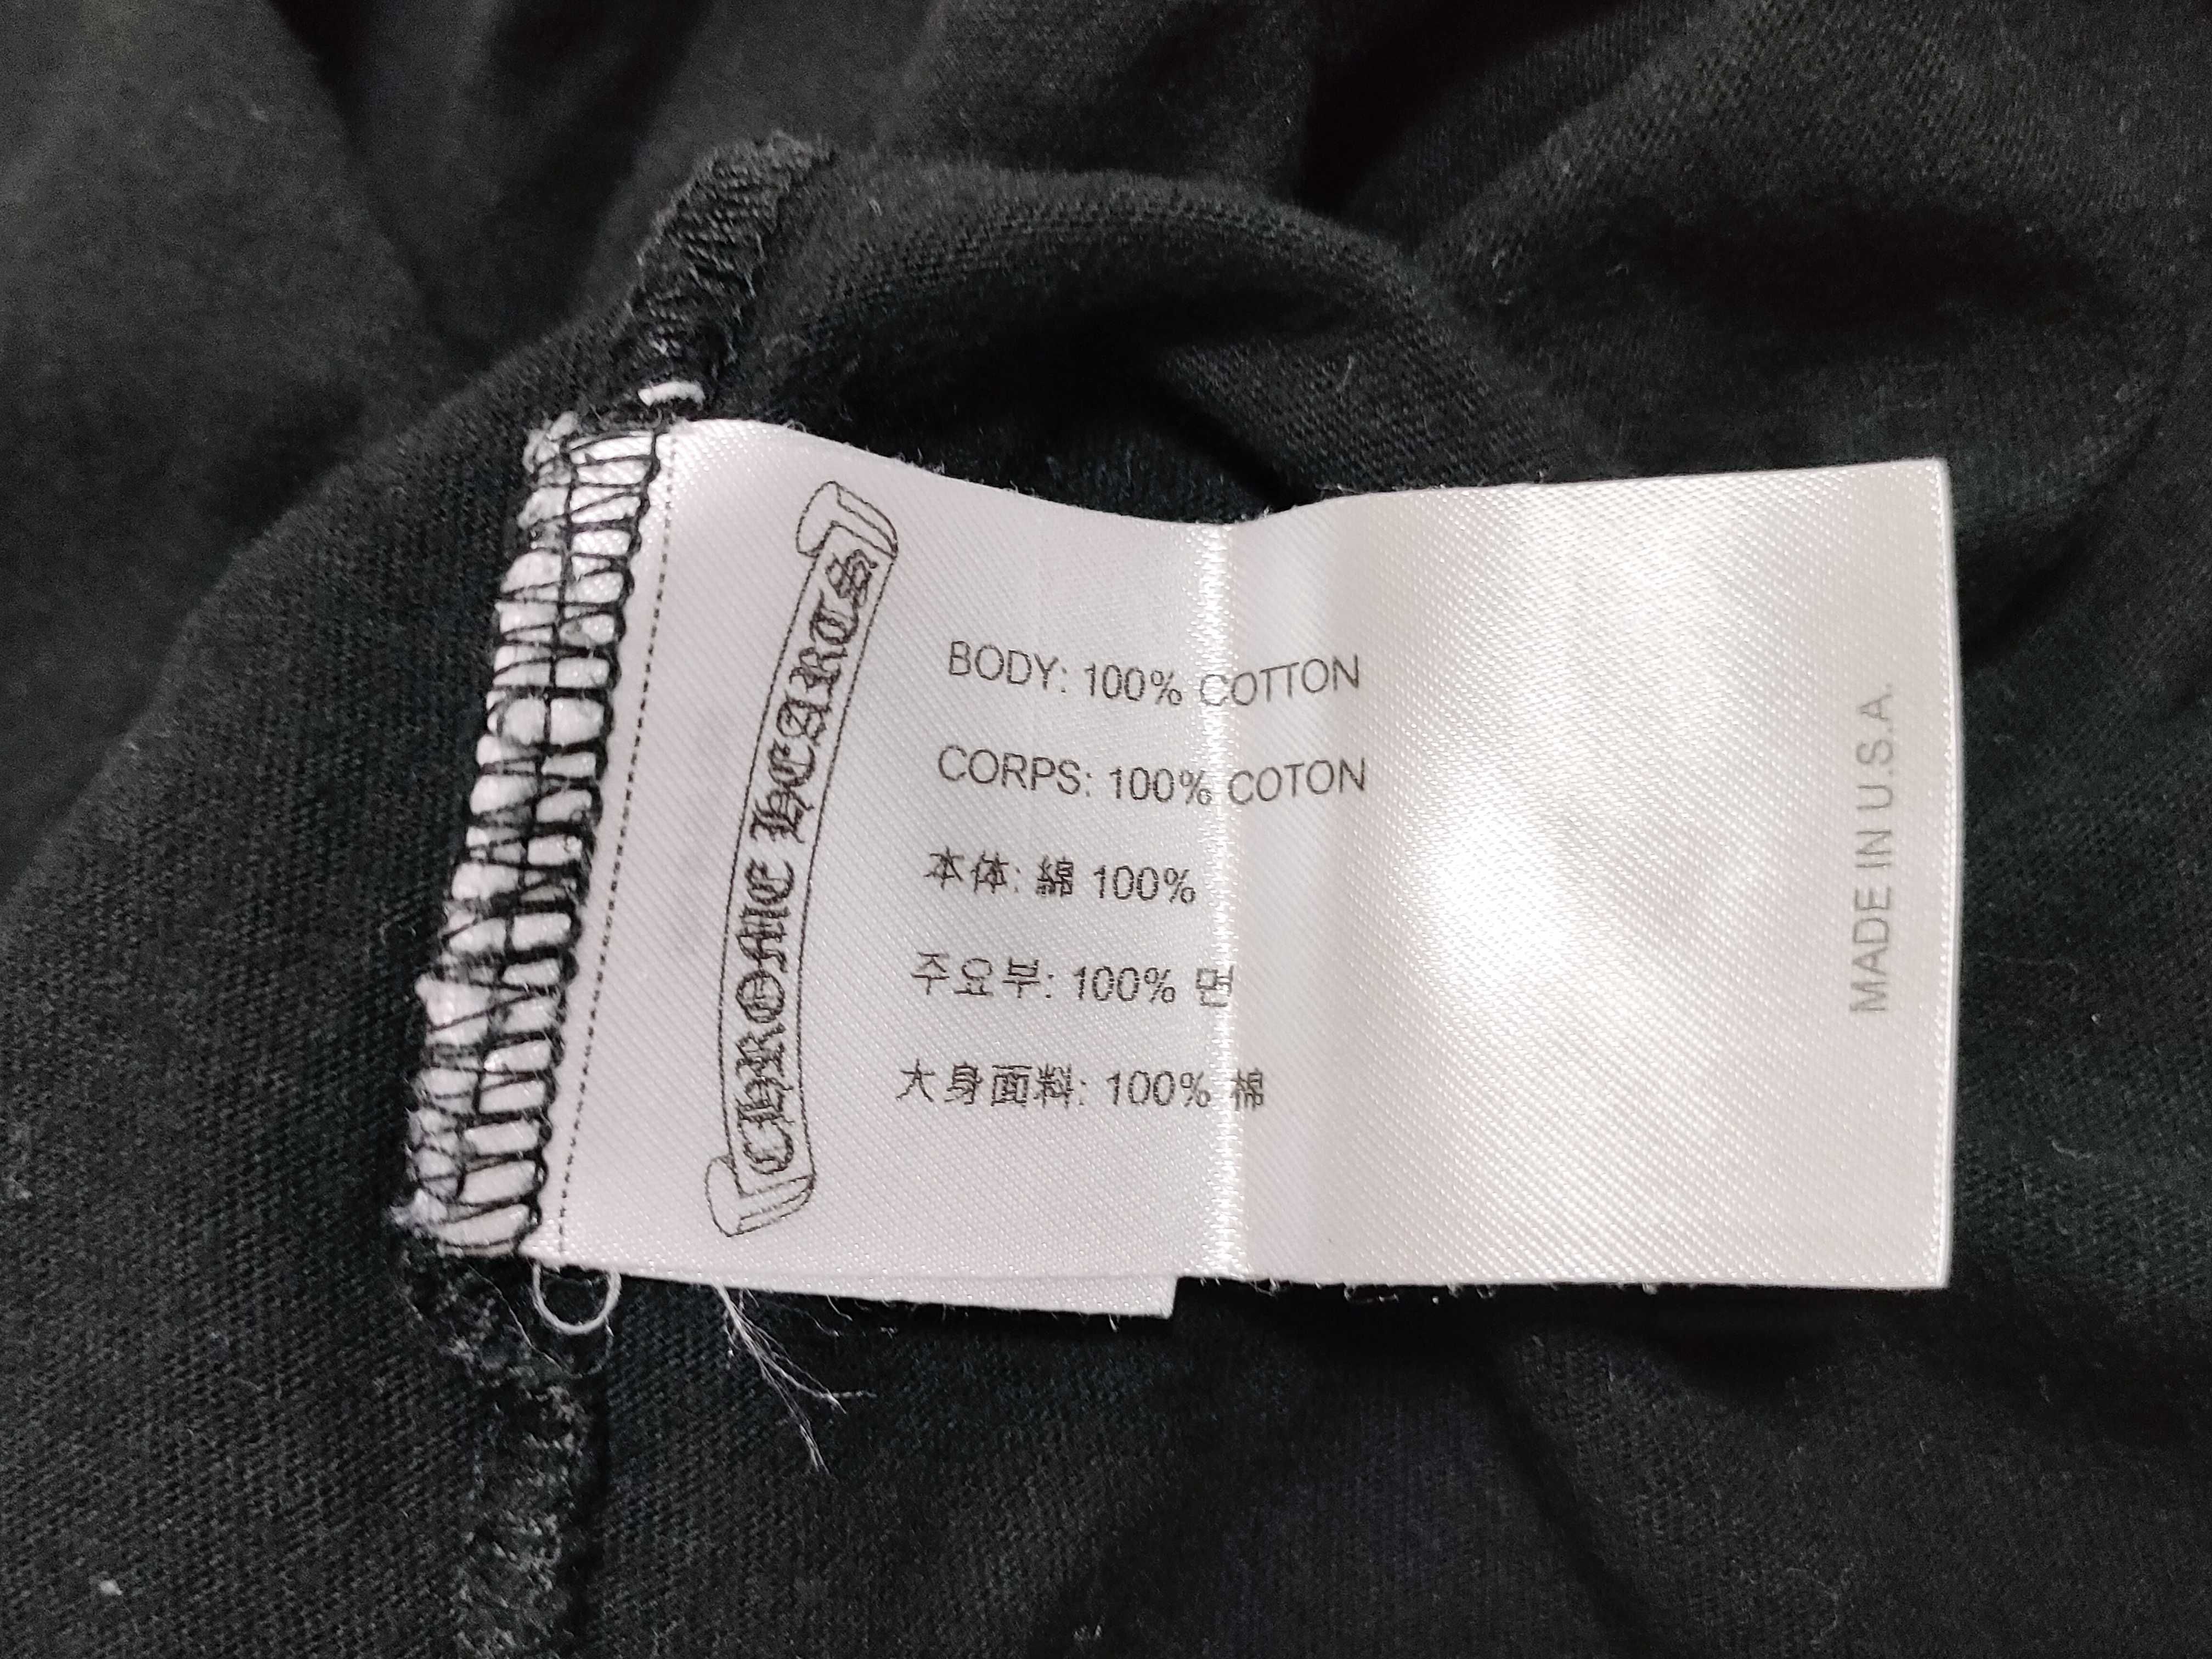 CHROME HEARTS
BODY: 100% COTTON
CORPS: 100% COTON
本体: 綿 100%
주요부: 100% 면
大身面料: 100% 棉
MADE IN U.S.A.